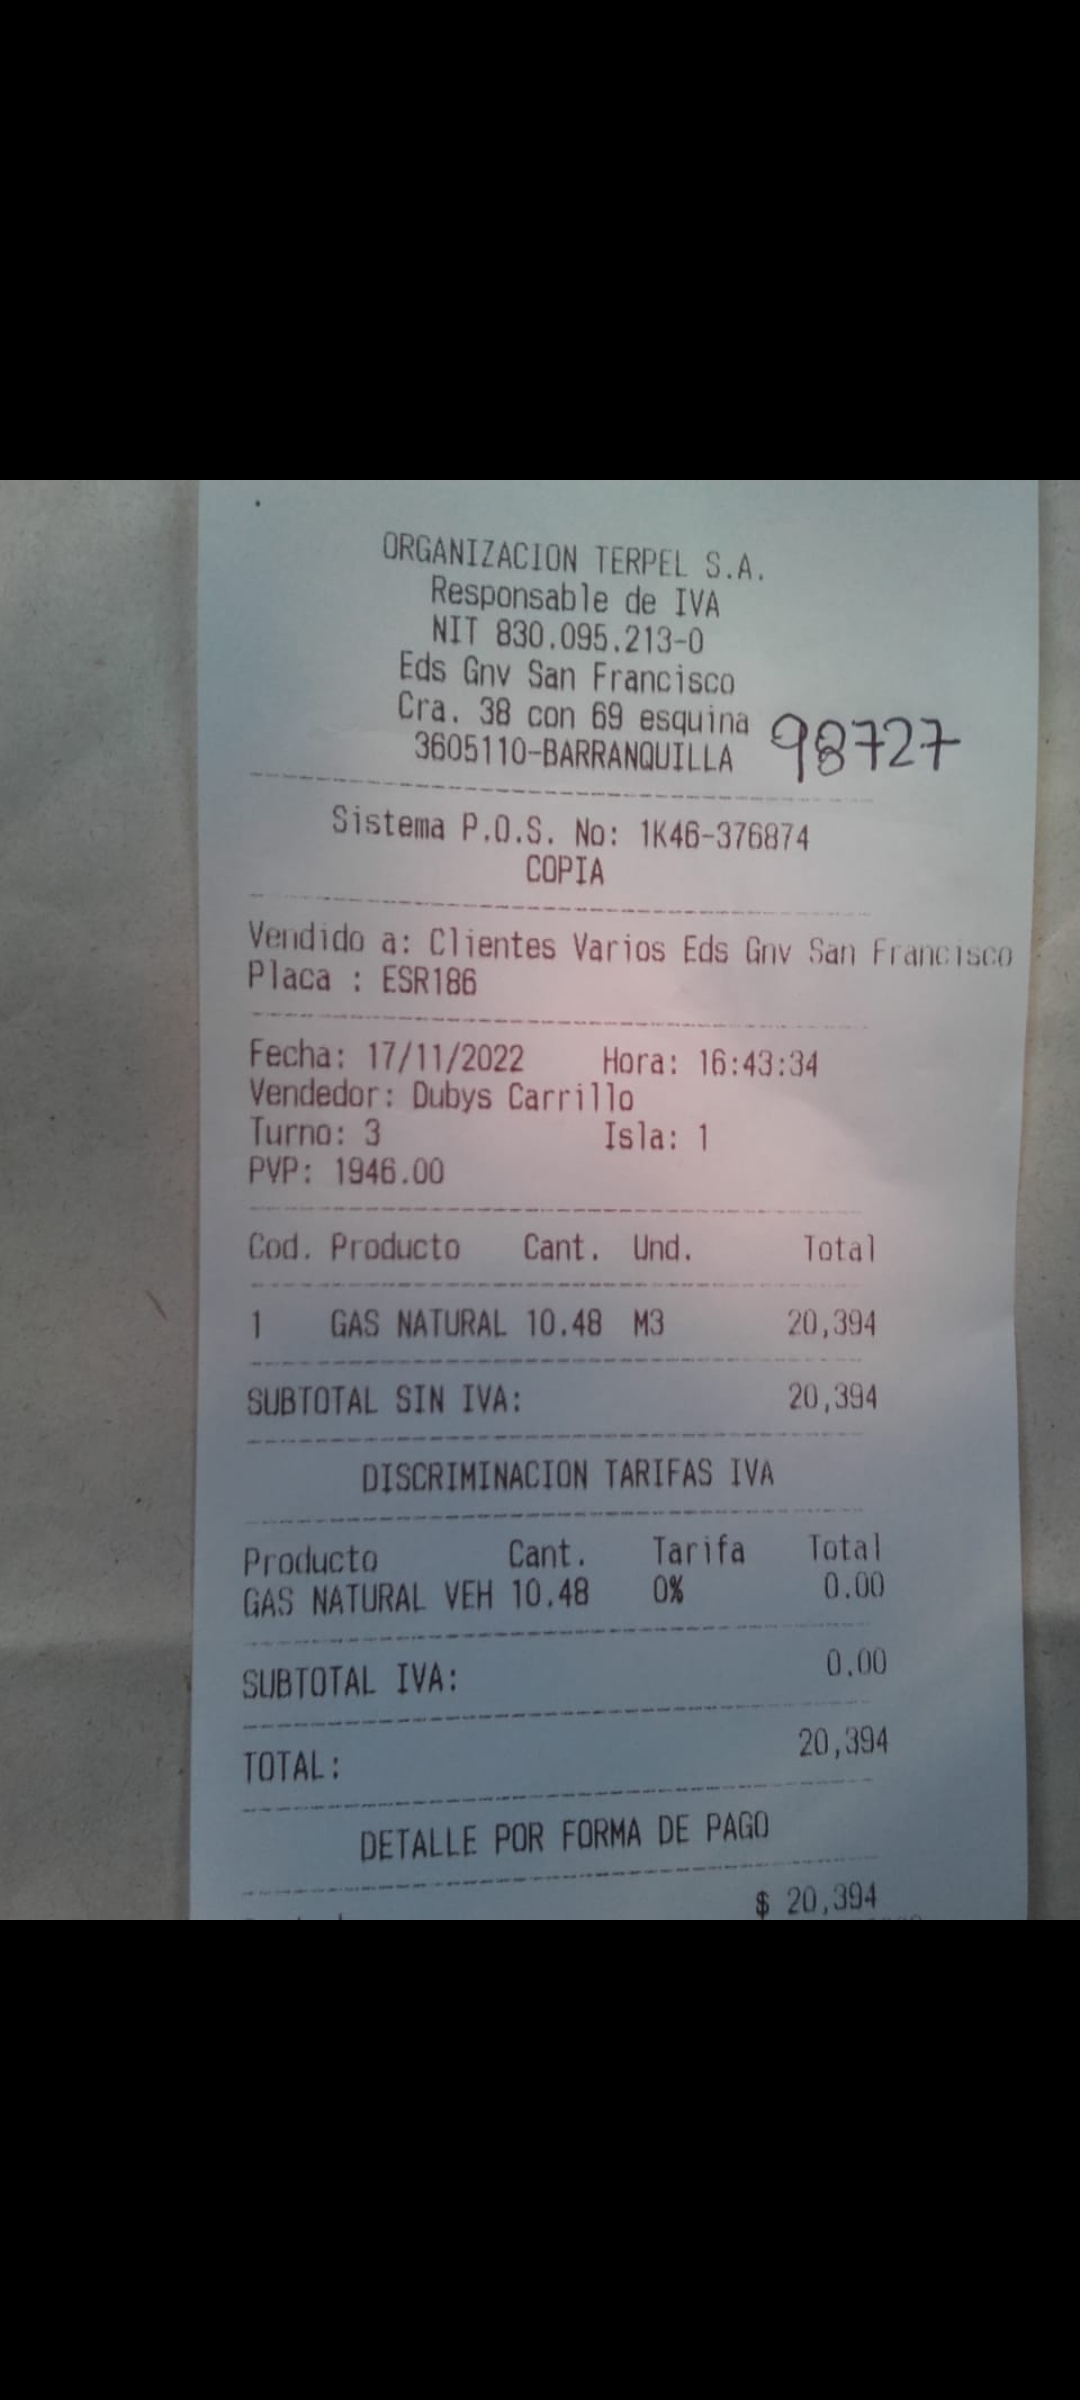 ORGANIZACION TERPEL S.A.
Responsable de IVA
NIT 830.095.213-0
Eds Gnv San Francisco
Cra. 38 con 69 esquina
3605110-BARRANQUILLA 98727
Sistema P.O.S. No: 1K46-376874
COPIA
Vendido a: Clientes Varios Eds Gnv San Francisco
Placa : ESR186
Fecha: 17/11/2022 Hora: 16:43:34
Vendedor: Dubys Carrillo
Turno: 3 Isla: 1
PVP: 1946.00
Cod. Producto Cant. Und. Total
1 GAS NATURAL 10.48 M3 20,394
SUBTOTAL SIN IVA: 20,394
DISCRIMINACION TARIFAS IVA
Producto Cant. Tarifa Total
GAS NATURAL VEH 10.48 0% 0.00
SUBTOTAL IVA: 0.00
TOTAL: 20,394
DETALLE POR FORMA DE PAGO
$ 20,394